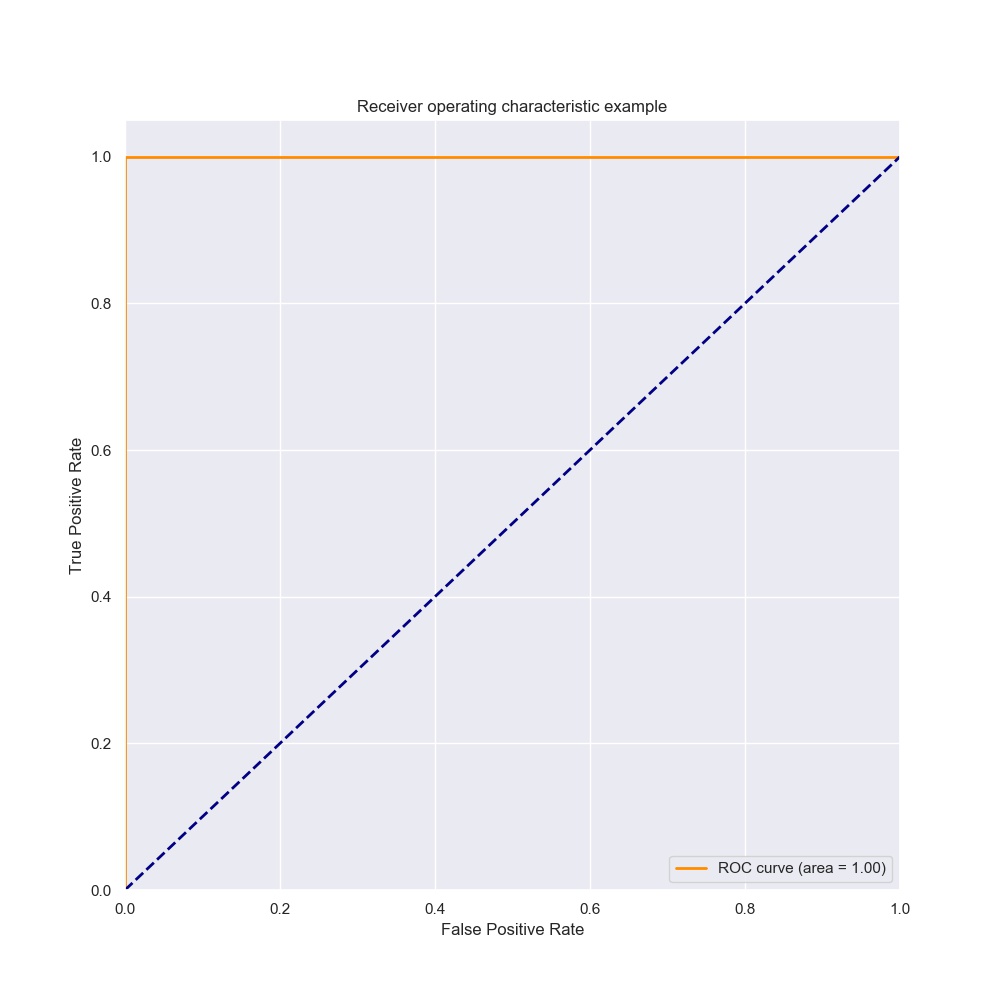 Receiver operating characteristic example
1.0
0.8
0.6
0.4
0.2
0.0
True Positive Rate
ROC curve (area = 1.00)
0.0 0.2 0.4 0.6 0.8 1.0
False Positive Rate